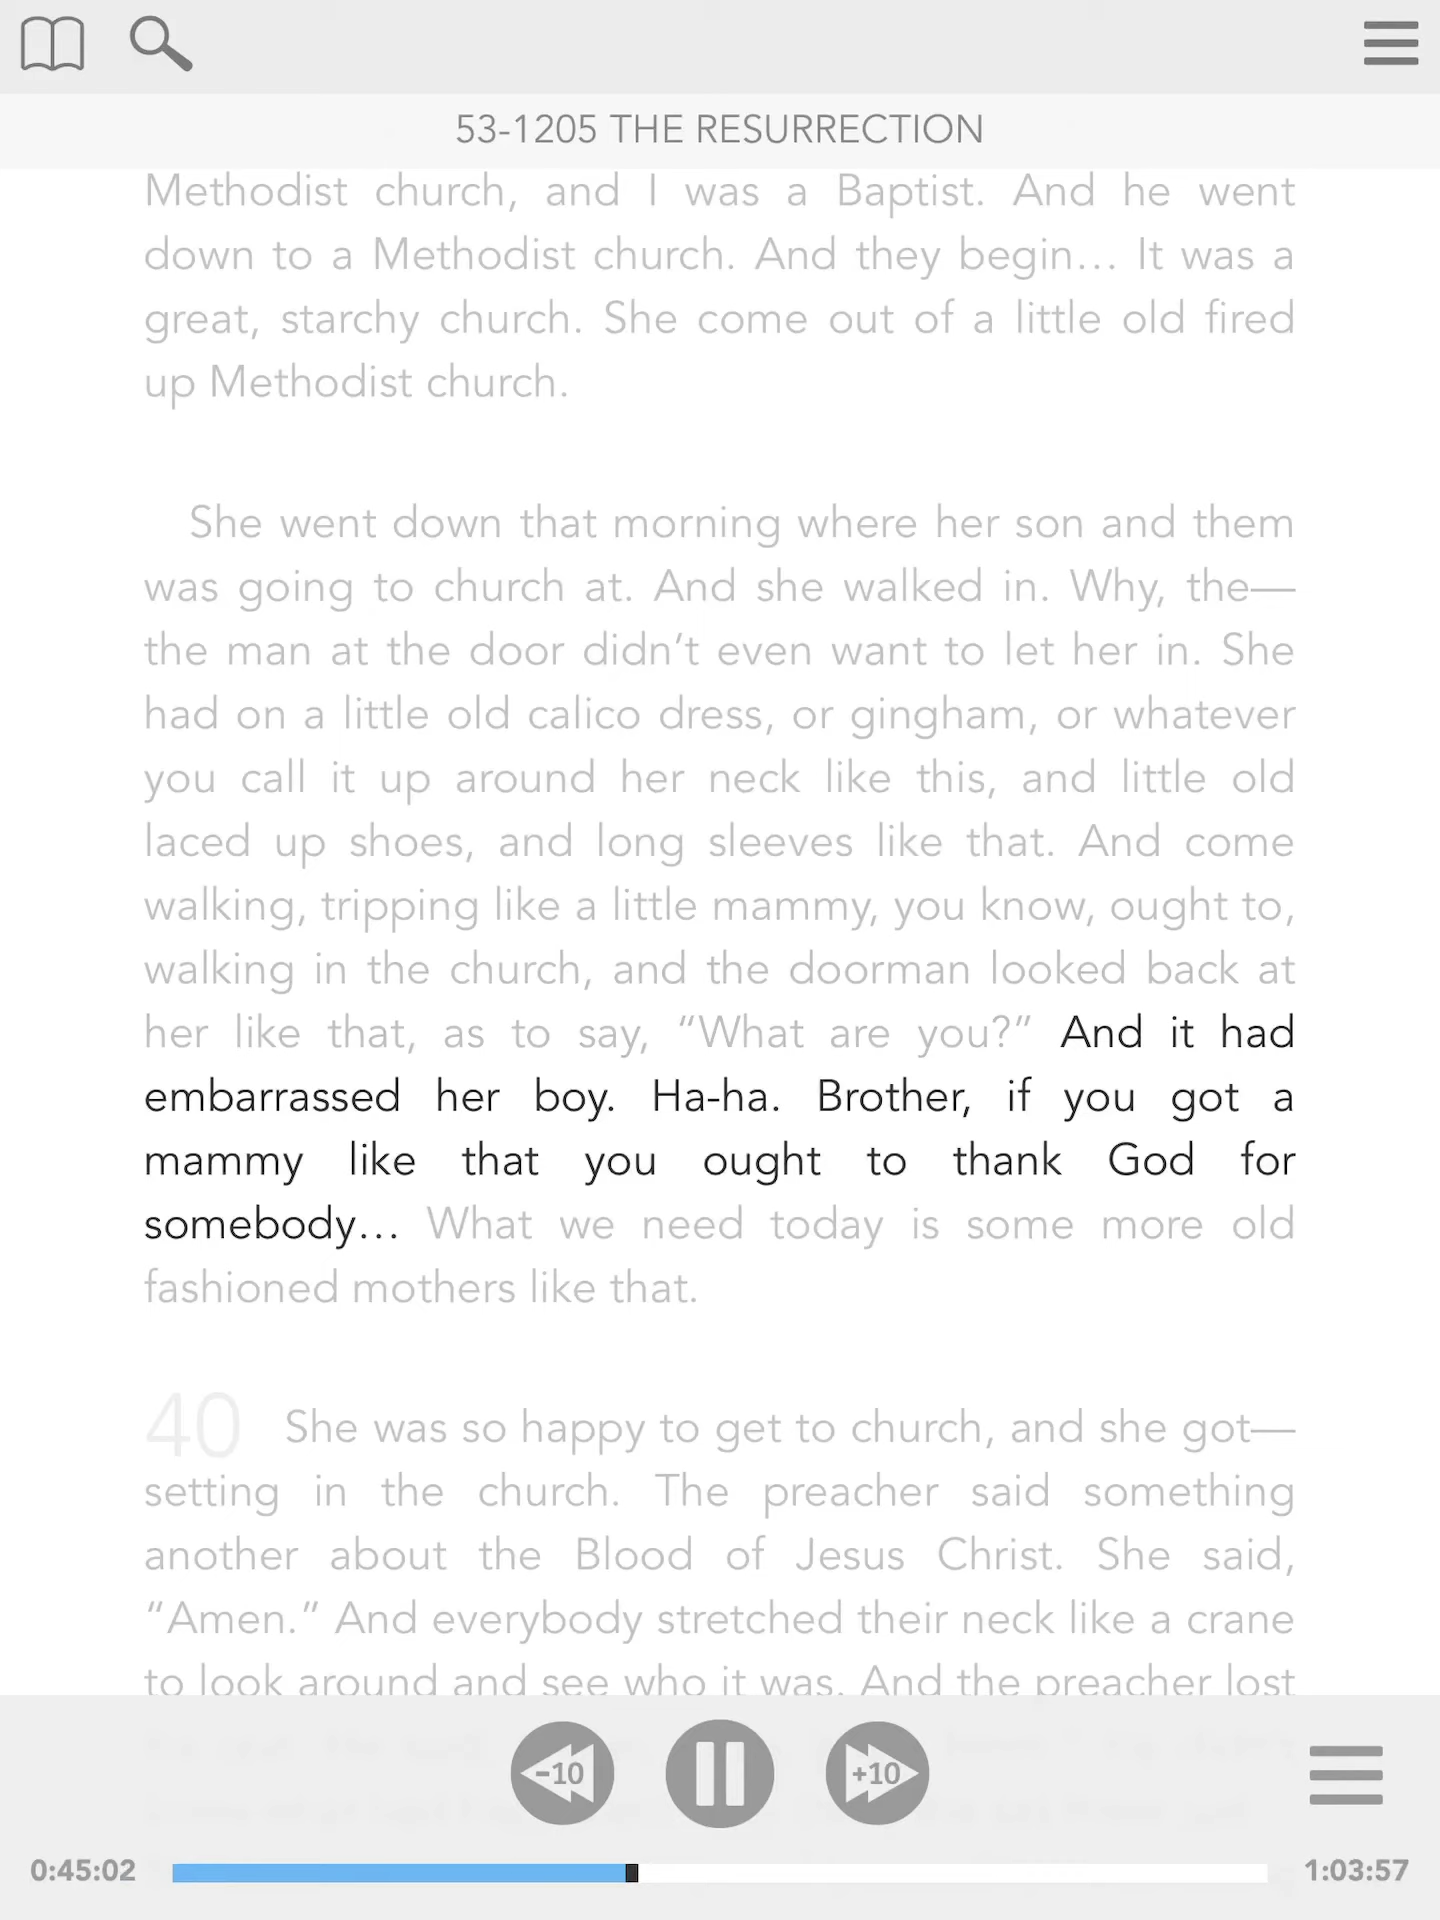 53-1205 THE RESURRECTION
Methodist church, and I was a Baptist. And he went
down to a Methodist church. And they begin… It was a
great, starchy church. She come out of a little old fired
up Methodist church.
She went down that morning where her son and them
was going to church at. And she walked in. Why, the—
the man at the door didn’t even want to let her in. She
had on a little old calico dress, or gingham, or whatever
you call it up around her neck like this, and little old
laced up shoes, and long sleeves like that. And come
walking, tripping like a little mammy, you know, ought to,
walking in the church, and the doorman looked back at
her like that, as to say, “What are you?” And it had
embarrassed her boy. Ha-ha. Brother, if you got a
mammy like that you ought to thank God for
somebody… What we need today is some more old
fashioned mothers like that.
40 She was so happy to get to church, and she got—
setting in the church. The preacher said something
another about the Blood of Jesus Christ. She said,
“Amen.” And everybody stretched their neck like a crane
to look around and see who it was. And the preacher lost
-10 +10
0:45:02 1:03:57